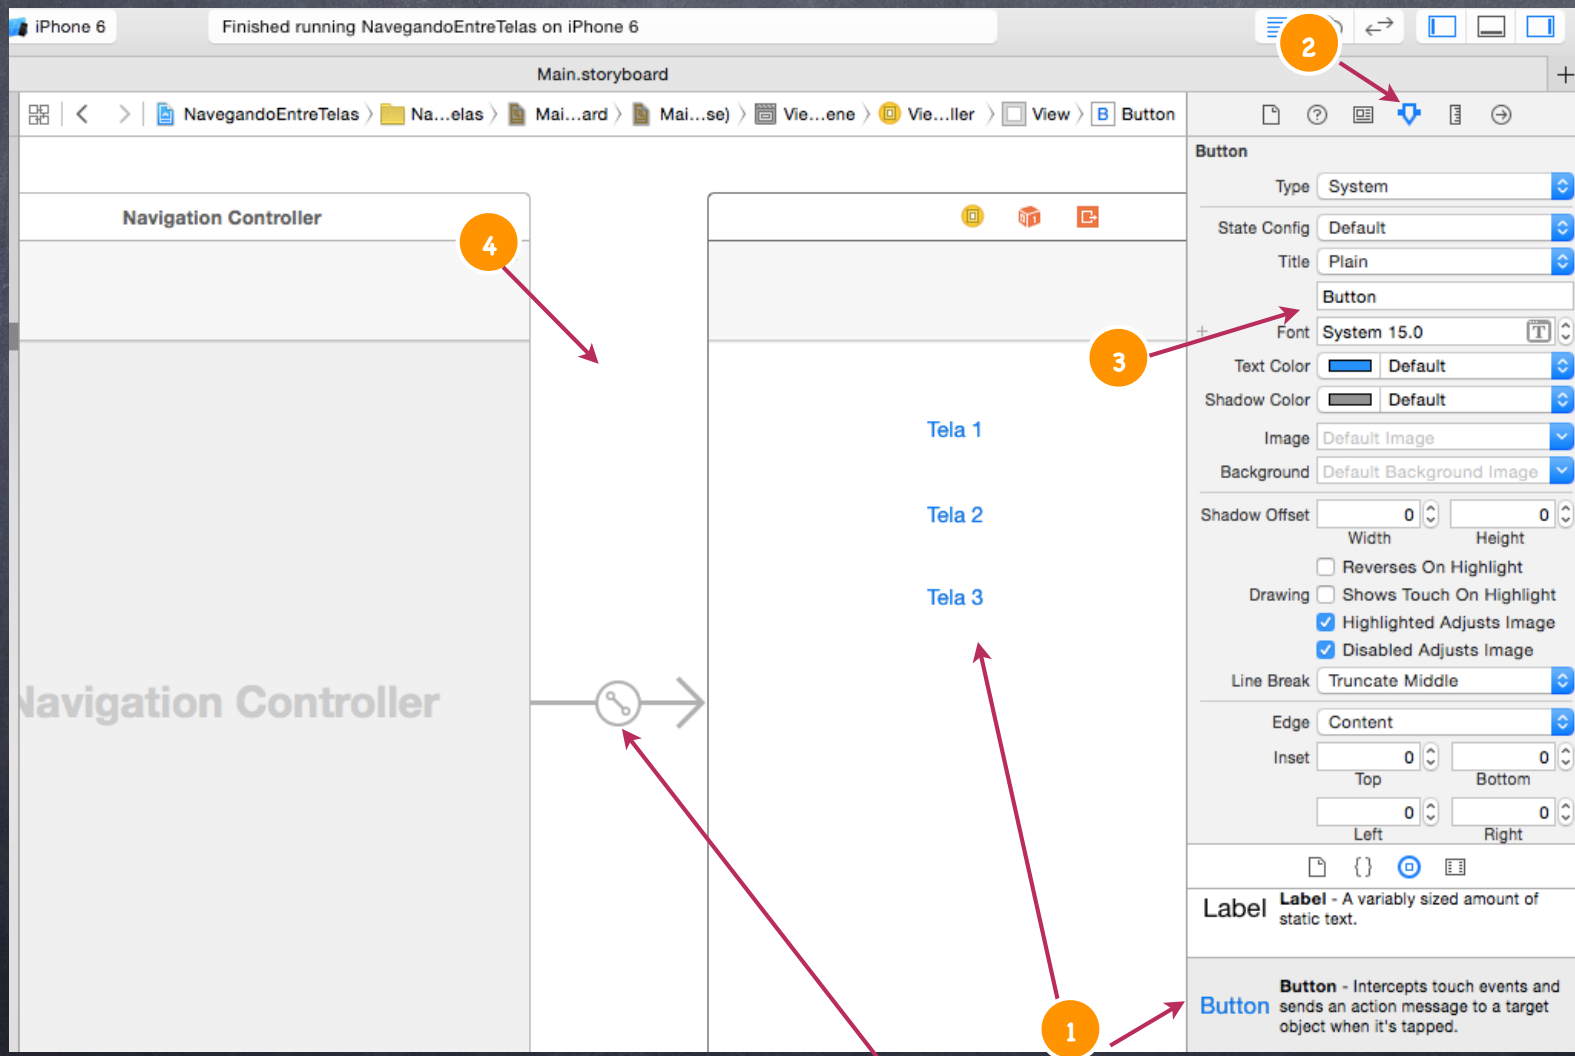 iPhone 6
Finished running NavegandoEntreTelas on iPhone 6
2
Main.storyboard
NavegandoEntreTelas
Na...elas
Mai...ard
Mai...se)
Vie...ene
Vie...ller
View
B Button
Button
Type System
State Config Default
Title Plain
Button
Font System 15.0 T
Text Color Default
Shadow Color Default
Image Default Image
Background Default Background Image
Shadow Offset 0 0
Width Height
Reverses On Highlight
Drawing Shows Touch On Highlight
Highlighted Adjusts Image
Disabled Adjusts Image
Line Break Truncate Middle
Edge Content
Inset 0 0
Top Bottom
0 0
Left Right
{}
Label Label - A variably sized amount of
static text.
Button Button - Intercepts touch events and
sends an action message to a target
object when it's tapped.
Navigation Controller
4
3
Tela 1
Tela 2
Tela 3
Navigation Controller
1